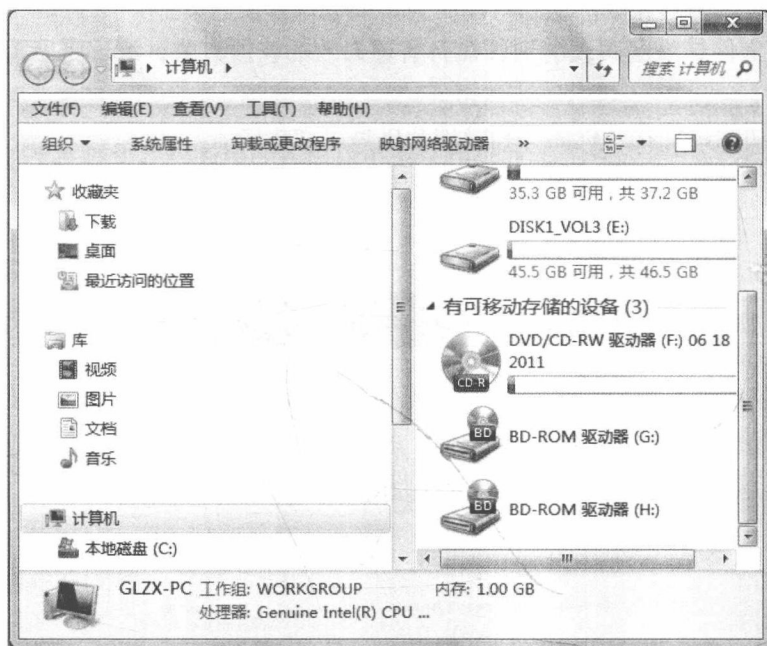 计算机
搜索 计算机
文件(F) 编辑(E) 查看(V) 工具(T) 帮助(H)
组织 系统属性 卸载或更改程序 映射网络驱动器 »
收藏夹
下载
桌面
最近访问的位置
库
视频
图片
文档
音乐
计算机
本地磁盘 (C:)
35.3 GB 可用,共 37.2 GB
DISK1_VOL3 (E:)
45.5 GB 可用,共 46.5 GB
有可移动存储的设备 (3)
DVD/CD-RW 驱动器 (F:) 06 18
2011
CD-R
BD
BD-ROM 驱动器 (G:)
BD
BD-ROM 驱动器 (H:)
GLZX-PC 工作组: WORKGROUP 内存: 1.00 GB
处理器: Genuine Intel(R) CPU ...